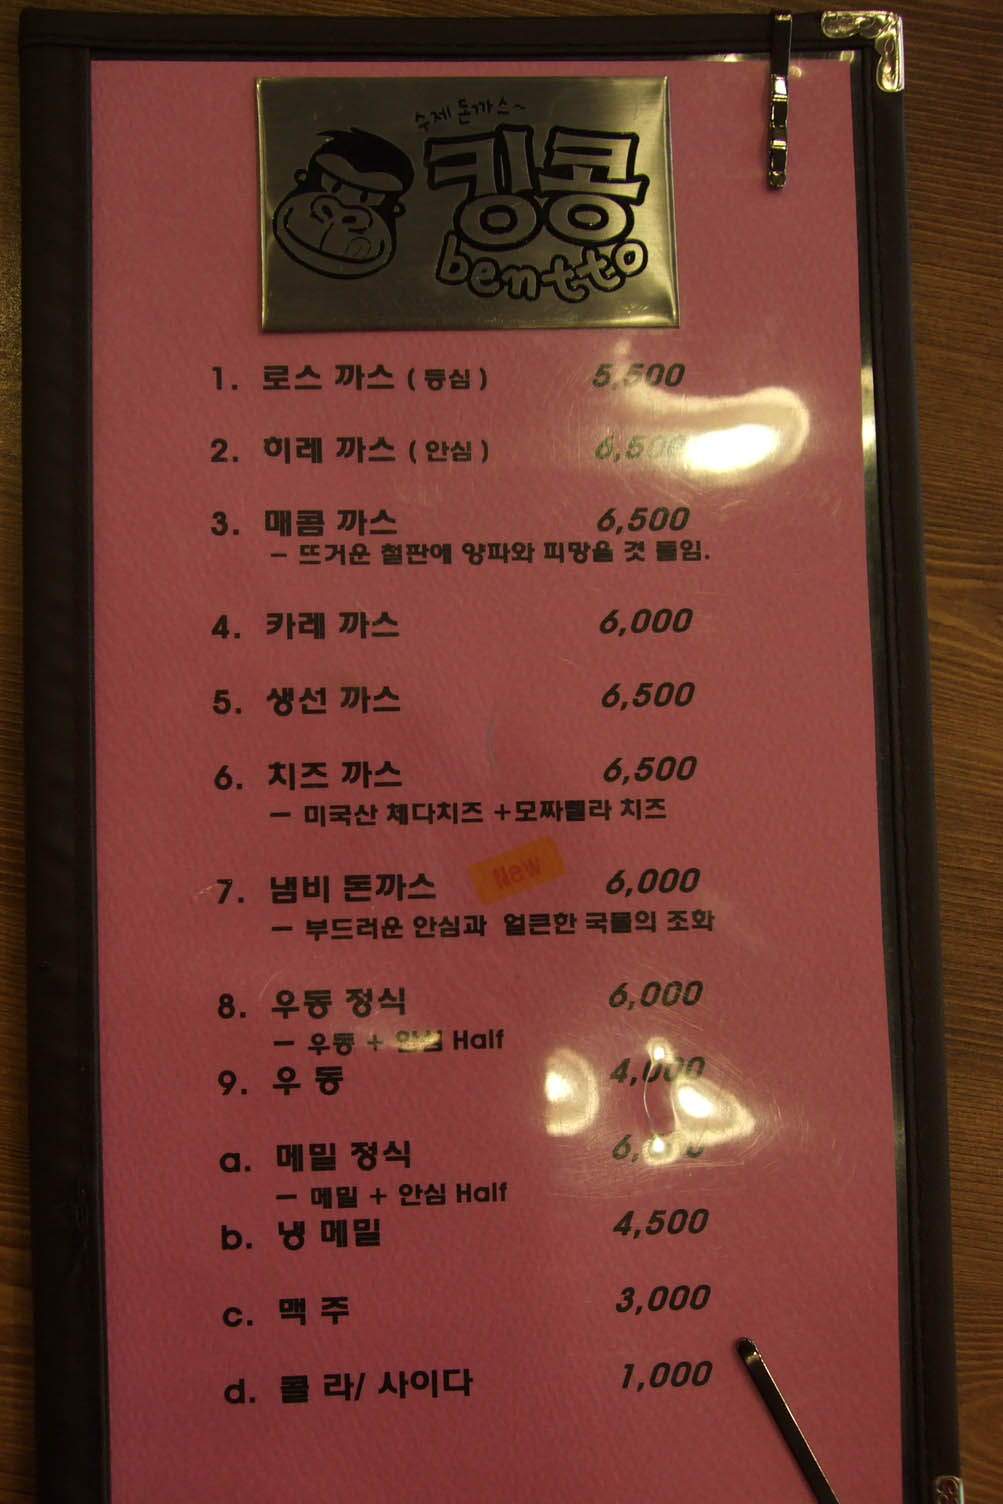 수제 돈까스~
킹콩
bentto
1. 로스 까스 ( 등심 ) 5,500
2. 히레 까스 ( 안심 ) 6,500
3. 매콤 까스 6,500
- 뜨거운 철판에 양파와 피망을 겻 들임.
4. 카레 까스 6,000
5. 생선 까스 6,500
6. 치즈 까스 6,500
- 미국산 체다치즈 +모짜렐라 치즈
New
7. 냄비 돈까스 6,000
- 부드러운 안심과 얼큰한 국물의 조화
8. 우동 정식 6,000
- 우동 + 안심 Half
9. 우 동 4,000
a. 메밀 정식
- 메밀 + 안심 Half
b. 냉 메밀 4,500
c. 맥 주 3,000
d. 콜 라/ 사이다 1,000